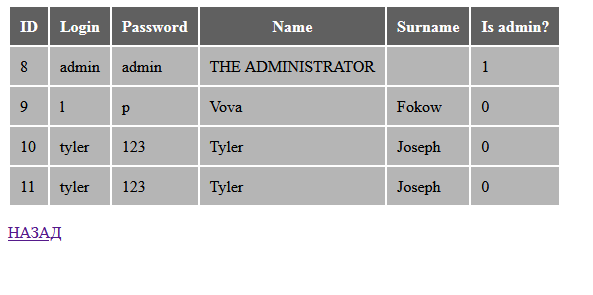 ID Login Password Name Surname Is admin?
8 admin admin THE ADMINISTRATOR 1
9 l p Vova Fokow 0
10 tyler 123 Tyler Joseph 0
11 tyler 123 Tyler Joseph 0
НАЗАД